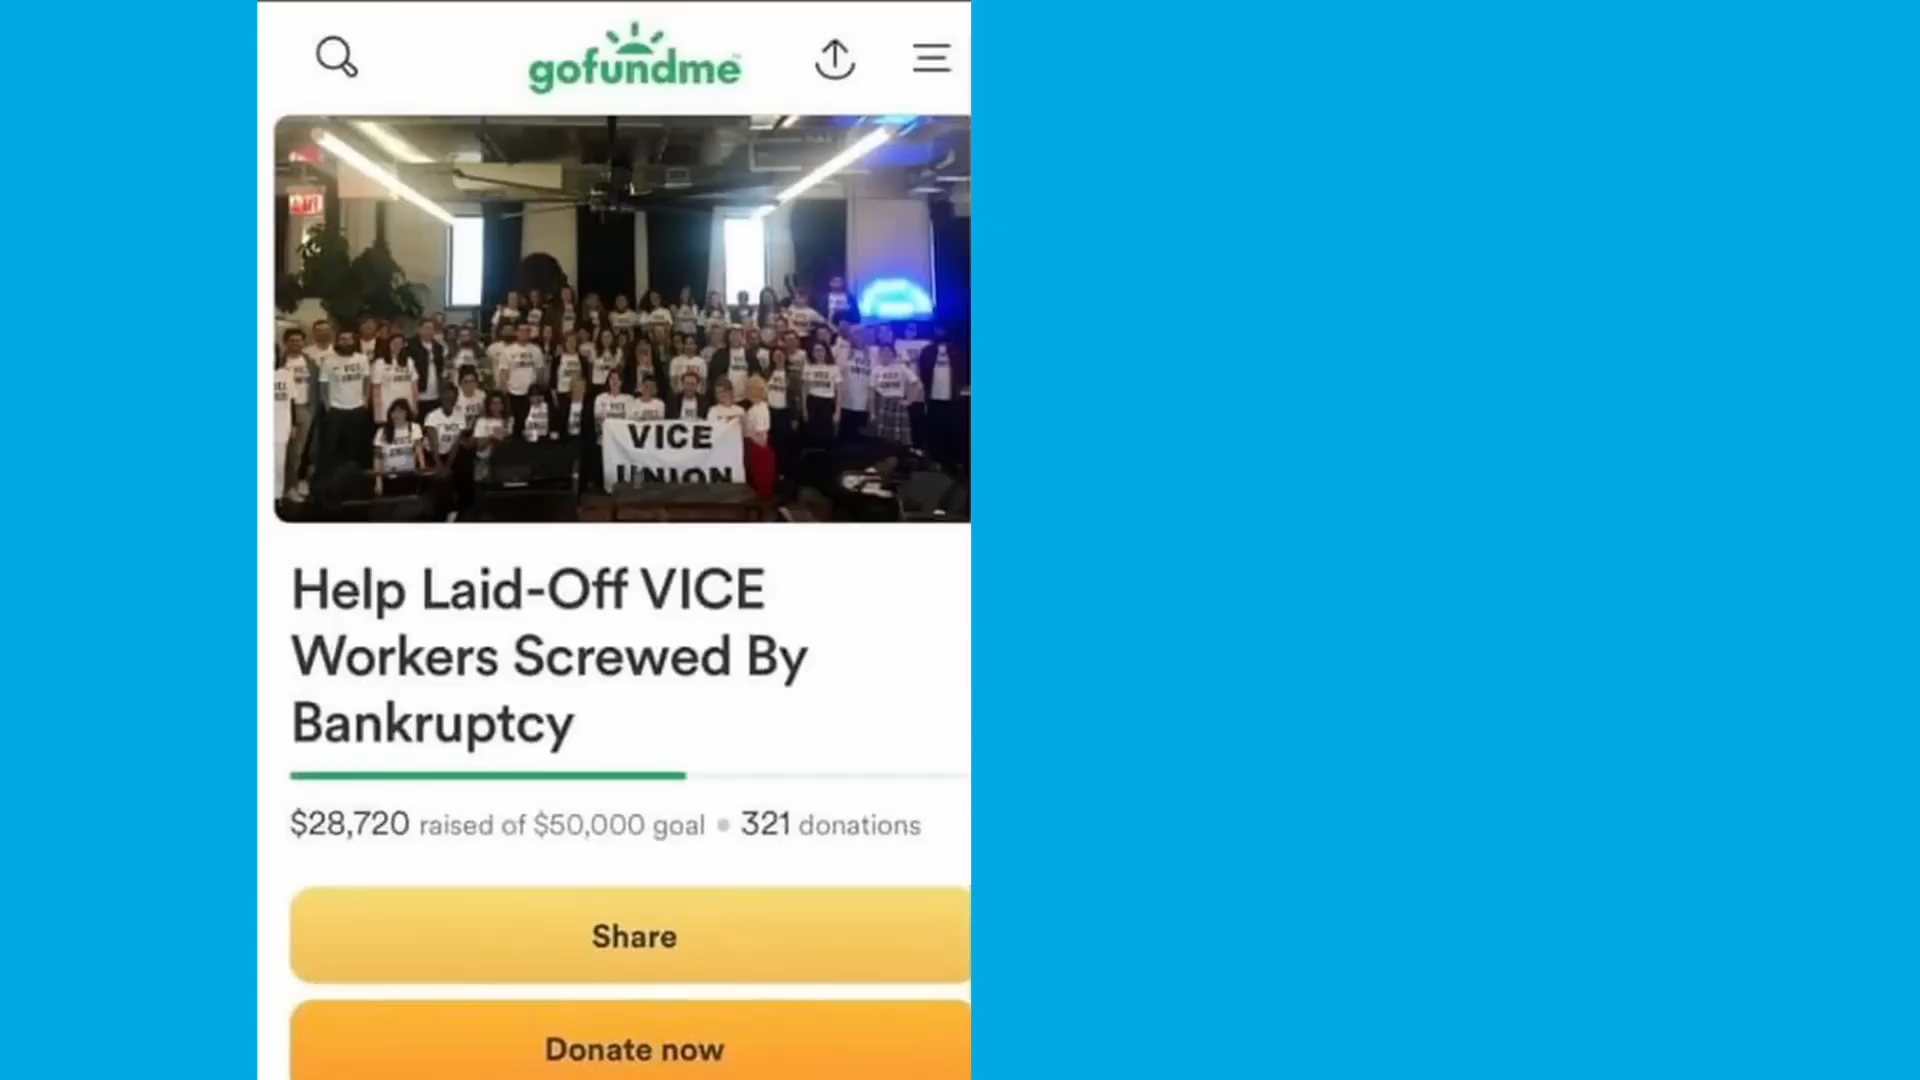 gofundme
VICE
UNION
Help Laid-Off VICE
Workers Screwed By
Bankruptcy
$28,720 raised of $50,000 goal • 321 donations
Share
Donate now